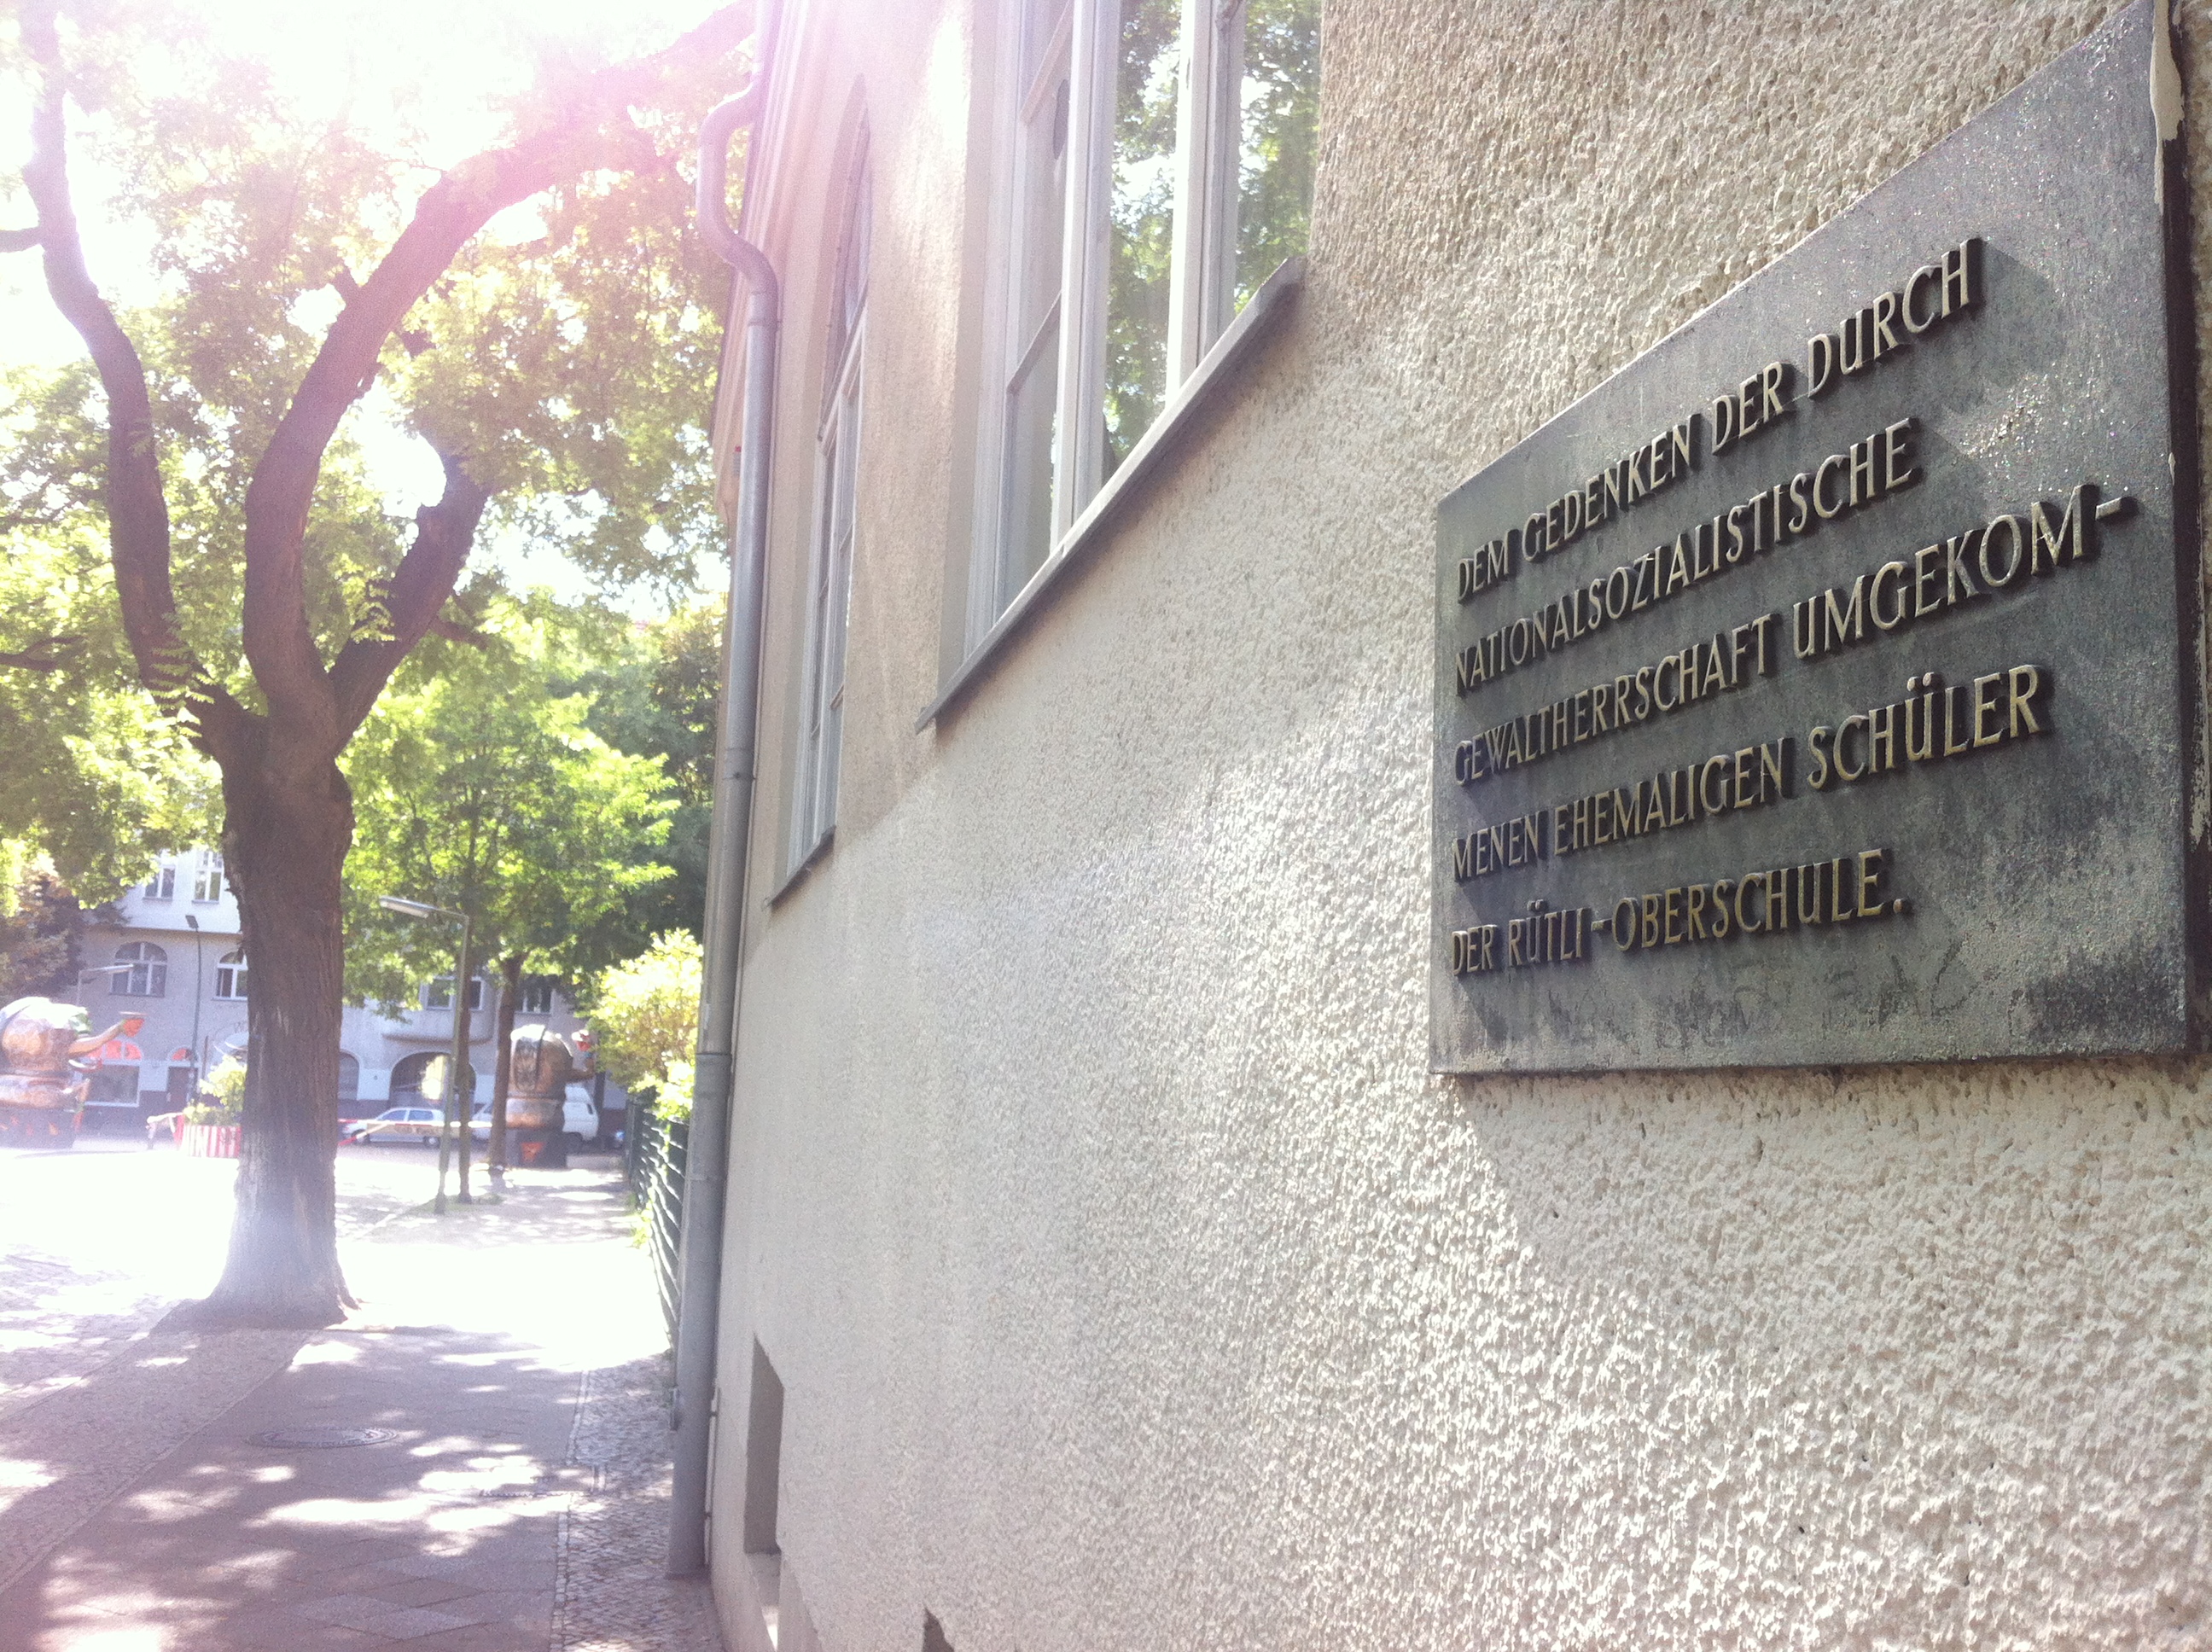 DEM GEDENKEN DER DURCH
NATIONALSOZIALISTISCHE
GEWALTHERRSCHAFT UMGEKOM-
MENEN EHEMALIGEN SCHÜLER
DER RÜTLI-OBERSCHULE.